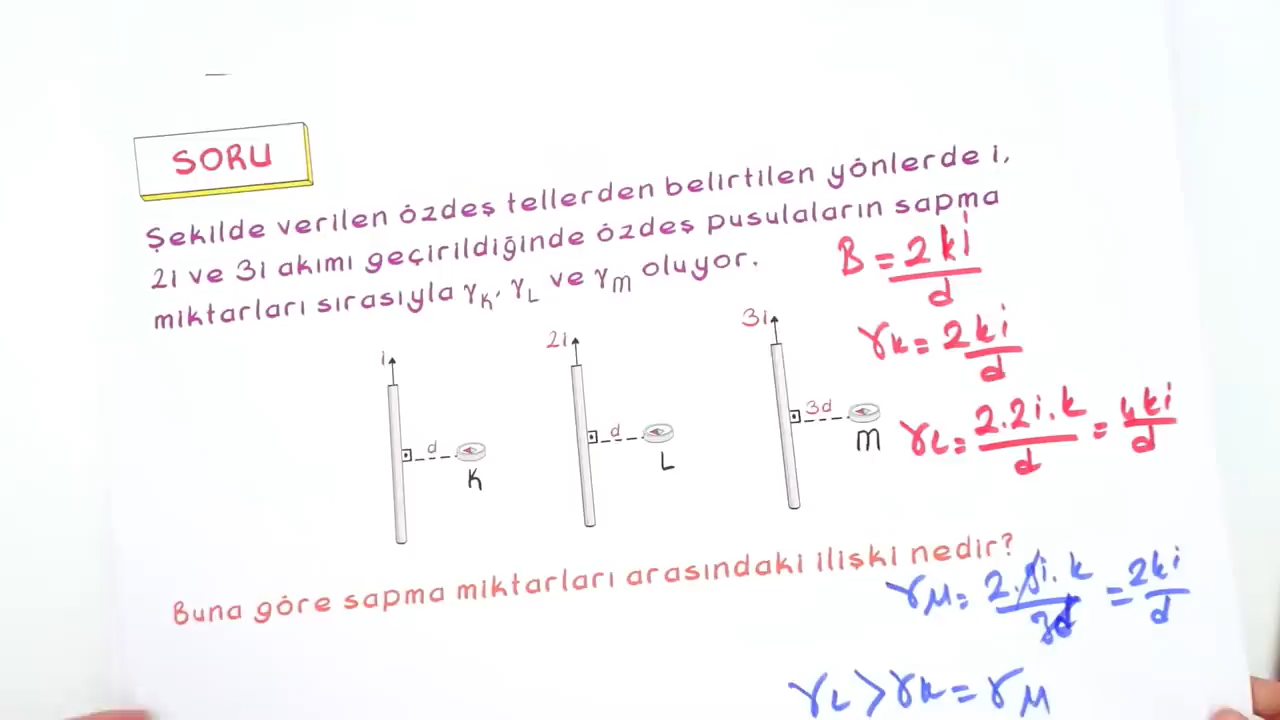 SORU
Şekilde verilen özdeş tellerden belirtilen yönlerde i,
2i ve 3i akımı geçirildiğinde özdeş pusulaların sapma
miktarları sırasıyla γK, γL ve γM oluyor.
B = 2ki/d
γK = 2ki/d
γL = 2.2i.k/d = 4ki/d
i
2i
3i
d
d
3d
K
L
M
Buna göre sapma miktarları arasındaki ilişki nedir?
γM = 2.3i.k/3d = 2ki/d
γL > γK = γM